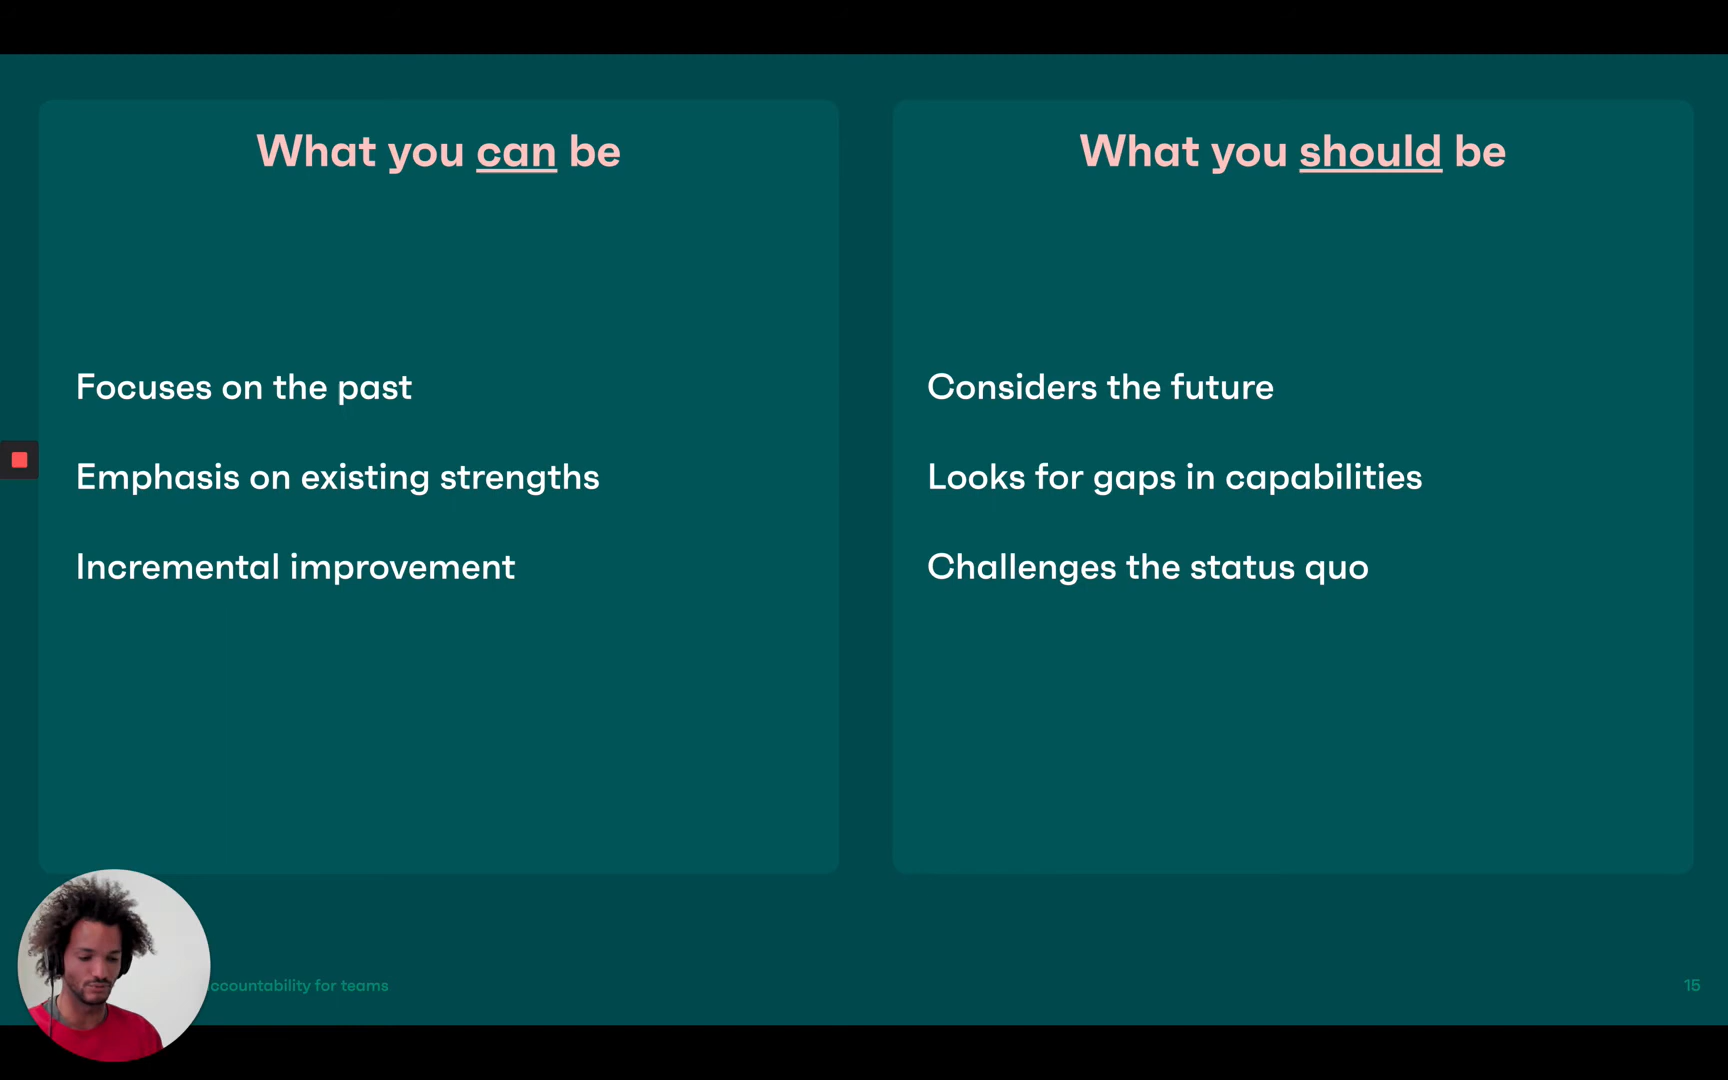 What you can be
Focuses on the past
Emphasis on existing strengths
Incremental improvement
What you should be
Considers the future
Looks for gaps in capabilities
Challenges the status quo
for teams
15